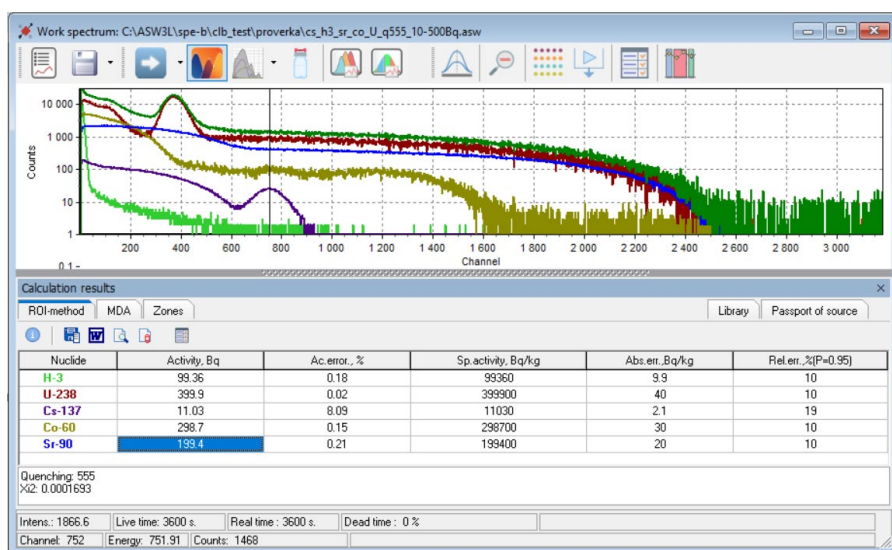 Work spectrum: C:\ASW3L\spe-b\clb_test\proverka\cs_h3_sr_co_U_q555_10-500Bq.asw
Counts
10 000
1 000
100
10
1
0.1
200 400 600 800 1 000 1 200 1 400 1 600 1 800 2 000 2 200 2 400 2 600 2 800 3 000
Channel
Calculation results
ROI-method MDA Zones Library Passport of source
Nuclide Activity, Bq Ac.error., % Sp.activity, Bq/kg Abs.err.,Bq/kg Rel.err.,%(P=0.95)
H-3 99.36 0.18 99360 9.9 10
U-238 399.9 0.02 399900 40 10
Cs-137 11.03 8.09 11030 2.1 19
Co-60 298.7 0.15 298700 30 10
Sr-90 199.4 0.21 199400 20 10
Quenching: 555
Xi2: 0.0001693
Intens.: 1866.6 Live time: 3600 s. Real time : 3600 s. Dead time : 0 %
Channel: 752 Energy: 751.91 Counts: 1468